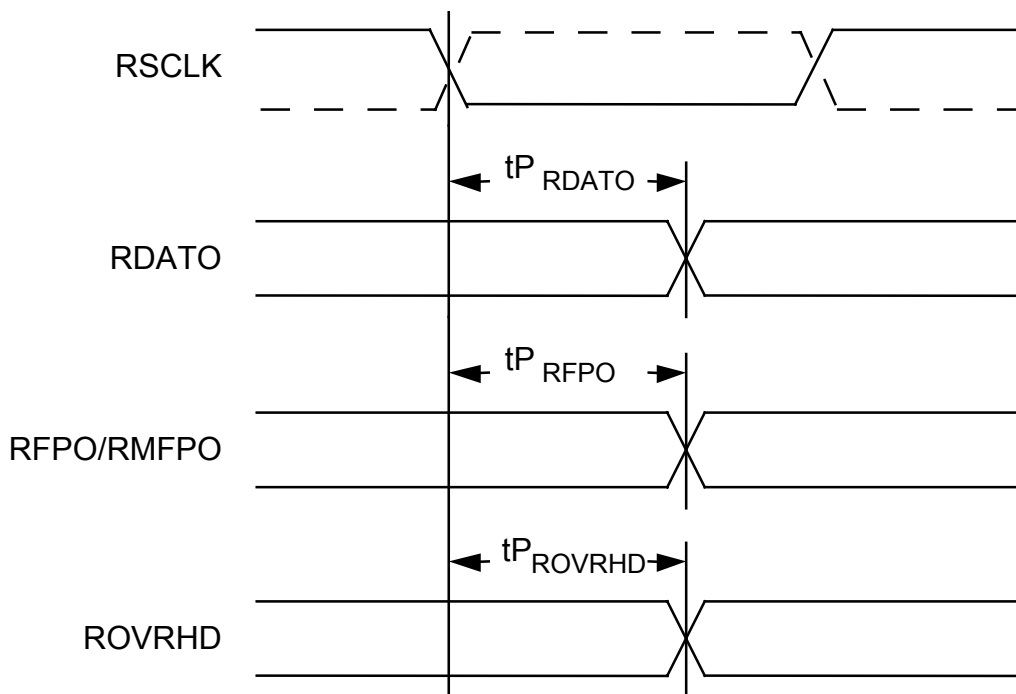 RSCLK
tP RDATO
RDATO
tP RFPO
RFPO/RMFPO
tP ROVRHD
ROVRHD